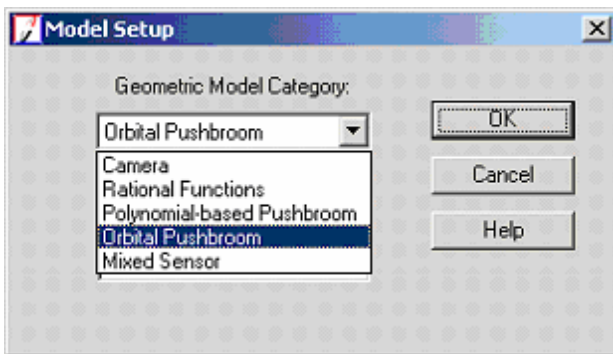 Model Setup
Geometric Model Category:
Orbital Pushbroom
OK
Camera
Rational Functions
Cancel
Polynomial-based Pushbroom
Orbital Pushbroom
Help
Mixed Sensor